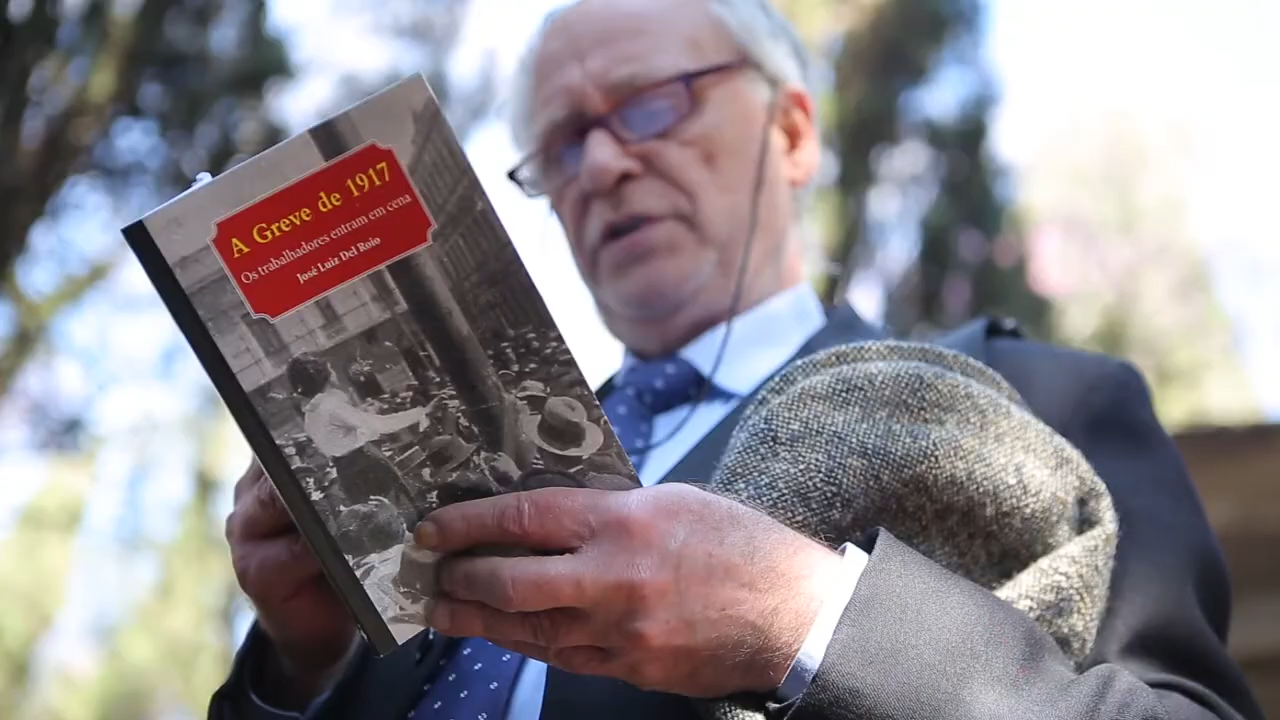 A Greve de 1917
Os trabalhadores entram em cena
José Luiz Del Roio